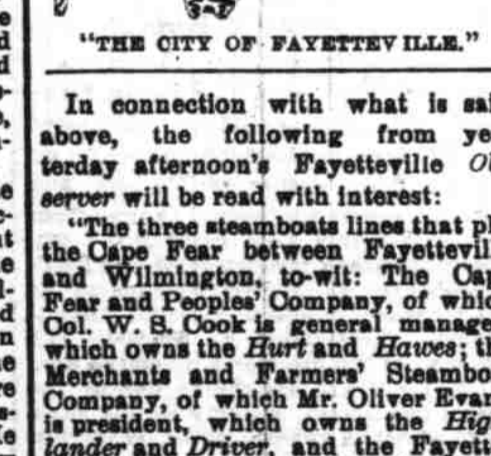 "THE CITY OF FAYETTEVILLE."
In connection with what is sai
above, the following from ye
terday afternoon's Fayetteville Ob
server will be read with interest:
"The three steamboats lines that pl
the Cape Fear between Fayettevill
and Wilmington, to-wit: The Cap
Fear and Peoples' Company, of whic
Col. W. S. Cook is general manage
which owns the Hurt and Hawes; th
Merchants and Farmers' Steambo
Company, of which Mr. Oliver Evan
is president, which owns the Hig
lander and Driver, and the Fayett